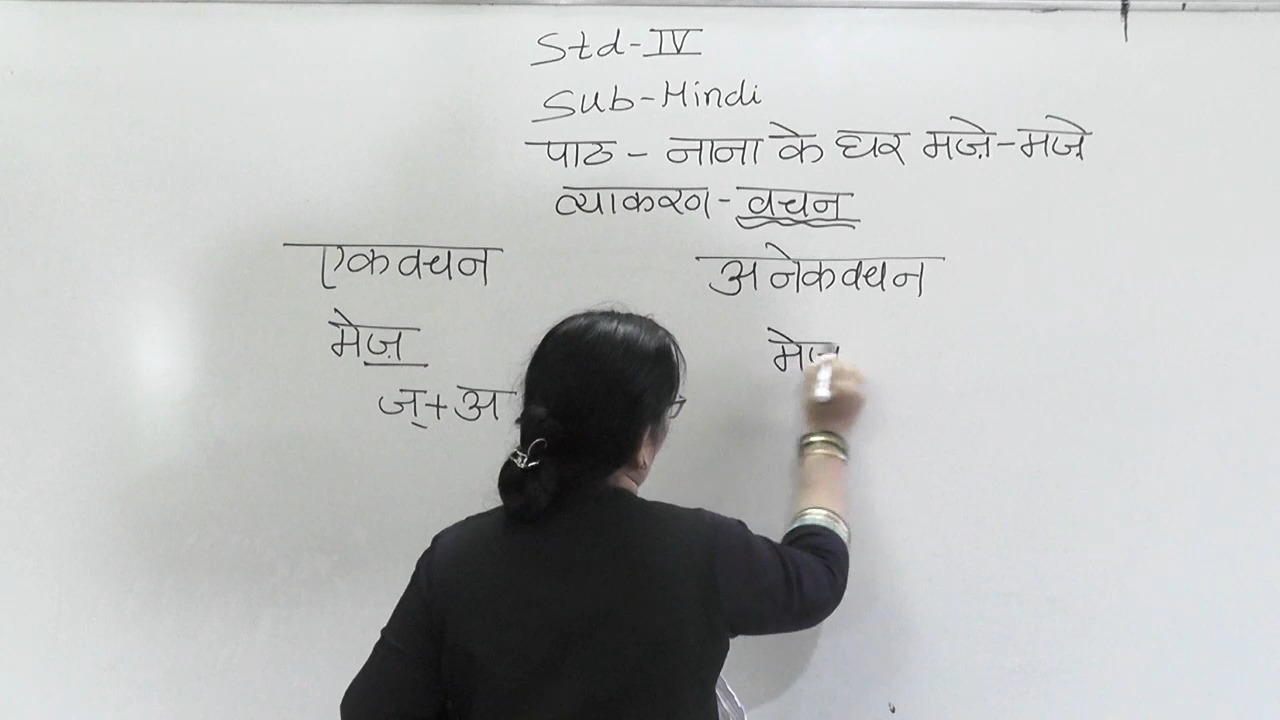 Std-IV
Sub-Hindi
पाठ - नाना के घर मज़े-मज़े
व्याकरण - वचन
एकवचन अनेकवचन
मेज़
ज़्+अ